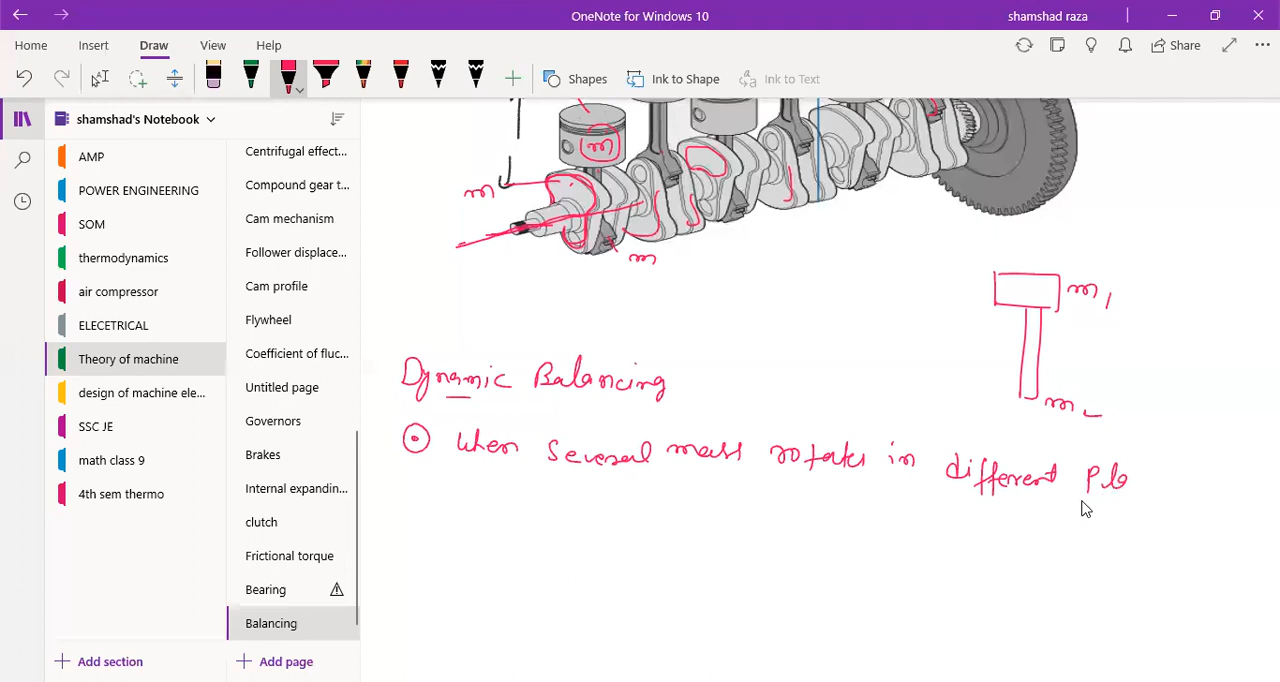 OneNote for Windows 10
shamshad raza
Home Insert Draw View Help
Share
Shapes
Ink to Shape
Ink to Text
shamshad's Notebook
AMP
POWER ENGINEERING
SOM
thermodynamics
air compressor
ELECETRICAL
Theory of machine
design of machine ele...
SSC JE
math class 9
4th sem thermo
Add section
Centrifugal effect...
Compound gear t...
Cam mechanism
Follower displace...
Cam profile
Flywheel
Coefficient of fluc...
Untitled page
Governors
Brakes
Internal expandin...
clutch
Frictional torque
Bearing
Balancing
Add page
m
m
m
m1
m2
Dynamic Balancing
when several mass rotates in different pla